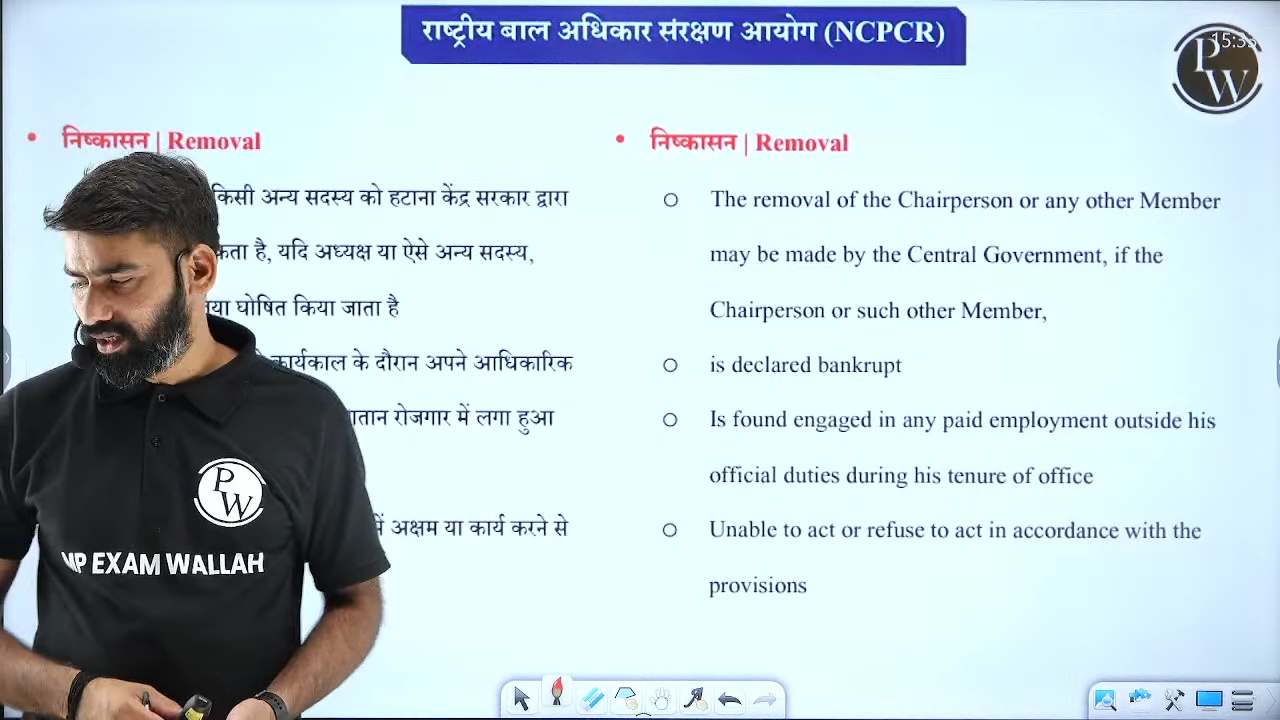 राष्ट्रीय बाल अधिकार संरक्षण आयोग (NCPCR)
15:35
PW
• निष्कासन | Removal
किसी अन्य सदस्य को हटाना केंद्र सरकार द्वारा
है, यदि अध्यक्ष या ऐसे अन्य सदस्य,
घोषित किया जाता है
कार्यकाल के दौरान अपने आधिकारिक
रोजगार में लगा हुआ
अक्षम या कार्य करने से
• निष्कासन | Removal
The removal of the Chairperson or any other Member
may be made by the Central Government, if the
Chairperson or such other Member,
is declared bankrupt
Is found engaged in any paid employment outside his
official duties during his tenure of office
Unable to act or refuse to act in accordance with the
provisions
PW
MP EXAM WALLAH